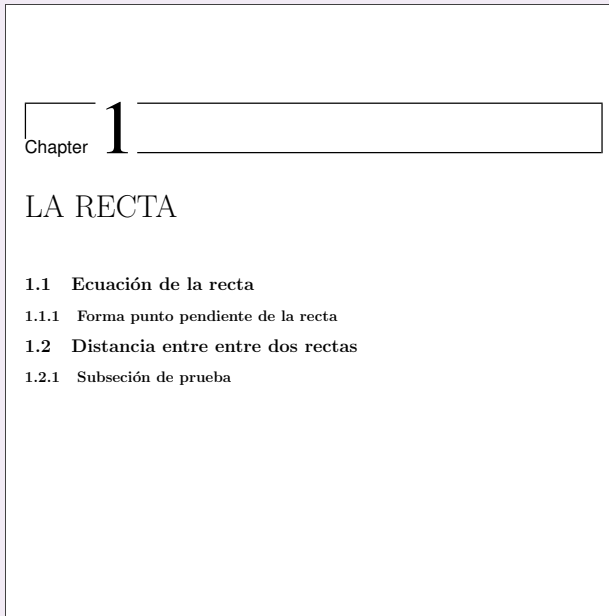 Chapter 1
LA RECTA
1.1 Ecuación de la recta
1.1.1 Forma punto pendiente de la recta
1.2 Distancia entre entre dos rectas
1.2.1 Subseción de prueba